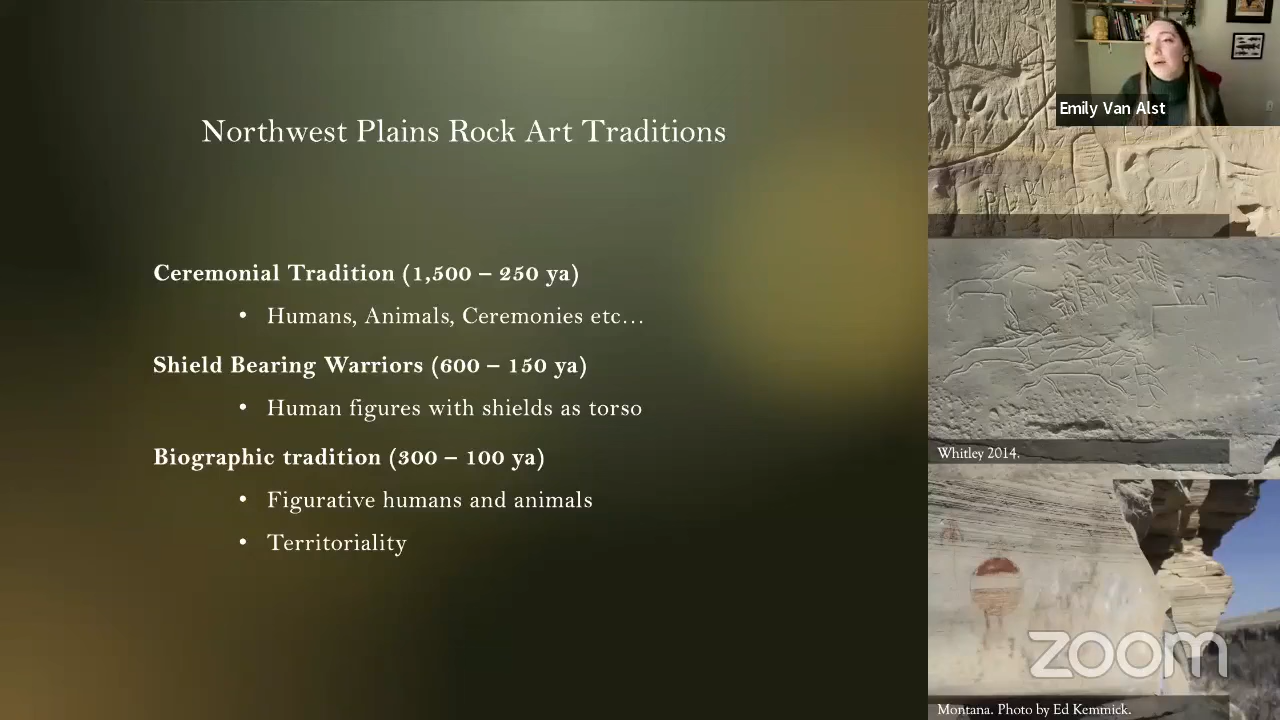 Northwest Plains Rock Art Traditions
Ceremonial Tradition (1,500 – 250 ya)
• Humans, Animals, Ceremonies etc…
Shield Bearing Warriors (600 – 150 ya)
• Human figures with shields as torso
Biographic tradition (300 – 100 ya)
• Figurative humans and animals
• Territoriality
Emily Van Alst
Whitley 2014.
zoom
Montana. Photo by Ed Kemmick.